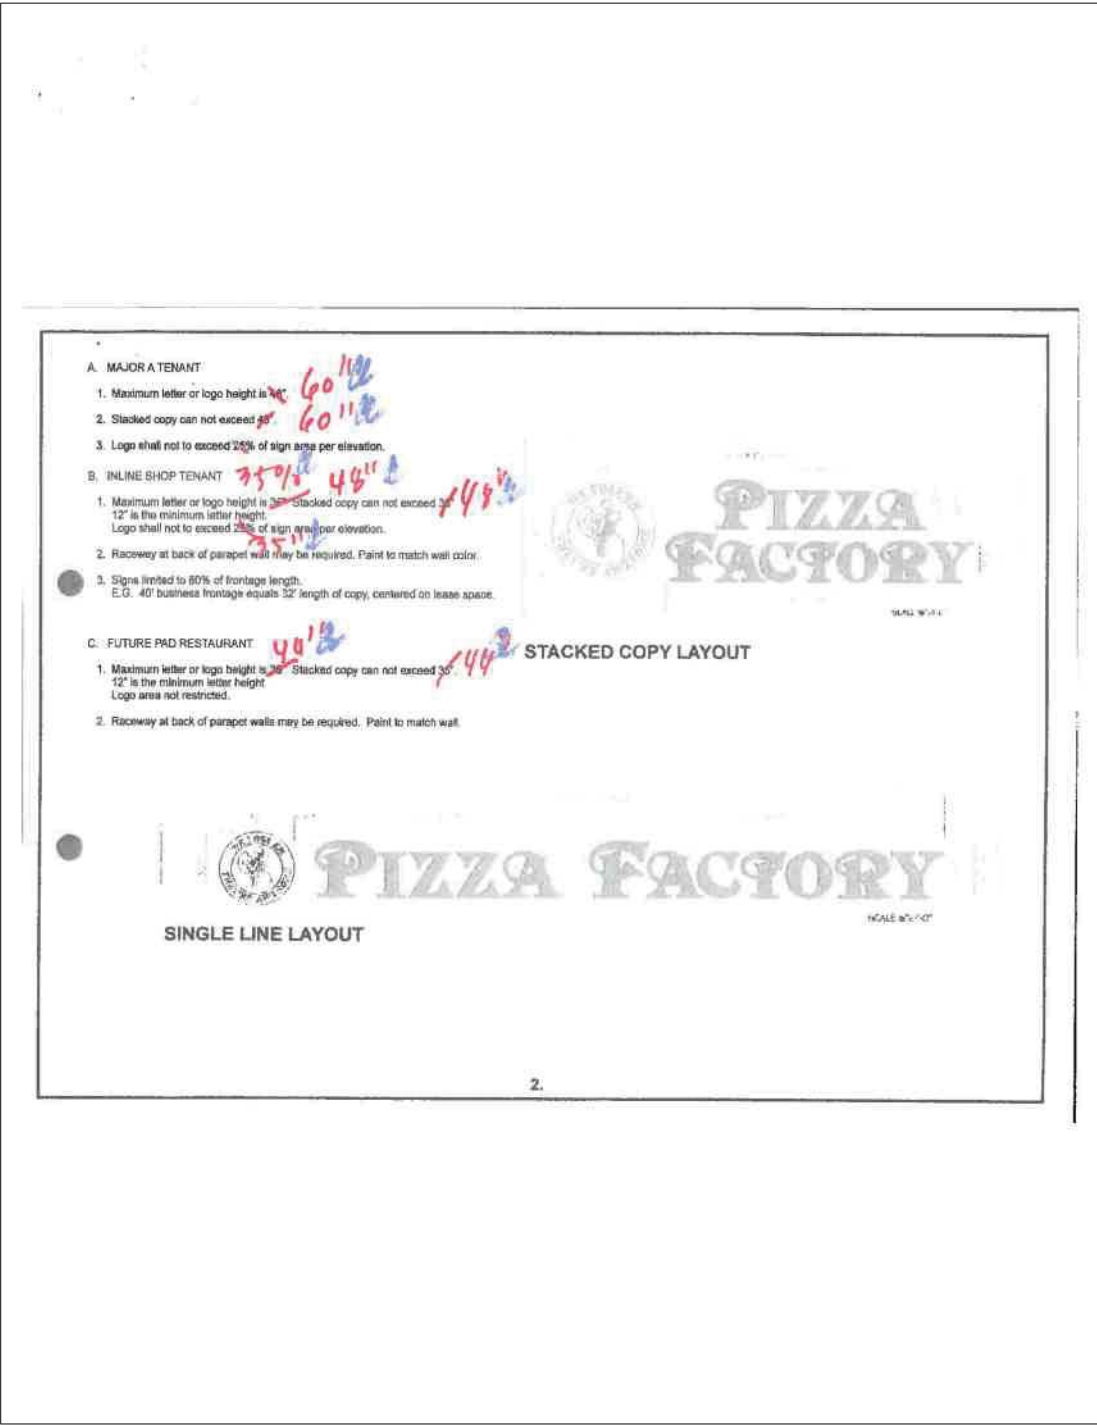 A. MAJOR A TENANT
60"
1. Maximum letter or logo height is
2. Stacked copy can not exceed 60"
3. Logo shall not to exceed 25% of sign area per elevation.
B. INLINE SHOP TENANT 35% 48"
1. Maximum letter or logo height is Stacked copy can not exceed 48"
12" is the minimum letter height.
Logo shall not to exceed of sign area per elevation.
35"
2. Raceway at back of parapet wall may be required. Paint to match wall color.
3. Signs limited to 80% of frontage length.
E.G. 40' business frontage equals 32' length of copy, centered on lease space.
C. FUTURE PAD RESTAURANT
1. Maximum letter or logo height is 36" Stacked copy can not exceed 44
12" is the minimum letter height
Logo area not restricted.
2. Raceway at back of parapet walls may be required. Paint to match wall.
PIZZA
FACTORY
STACKED COPY LAYOUT
PIZZA FACTORY
SINGLE LINE LAYOUT
2.